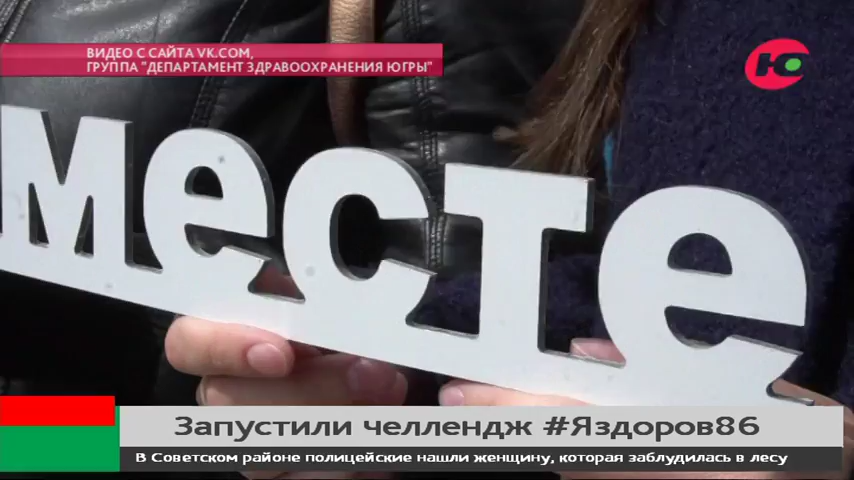 ВИДЕО С САЙТА VK.COM,
ГРУППА "ДЕПАРТАМЕНТ ЗДРАВООХРАНЕНИЯ ЮГРЫ"
Ю
месте
Запустили челлендж #Яздоров86
В Советском районе полицейские нашли женщину, которая заблудилась в лесу